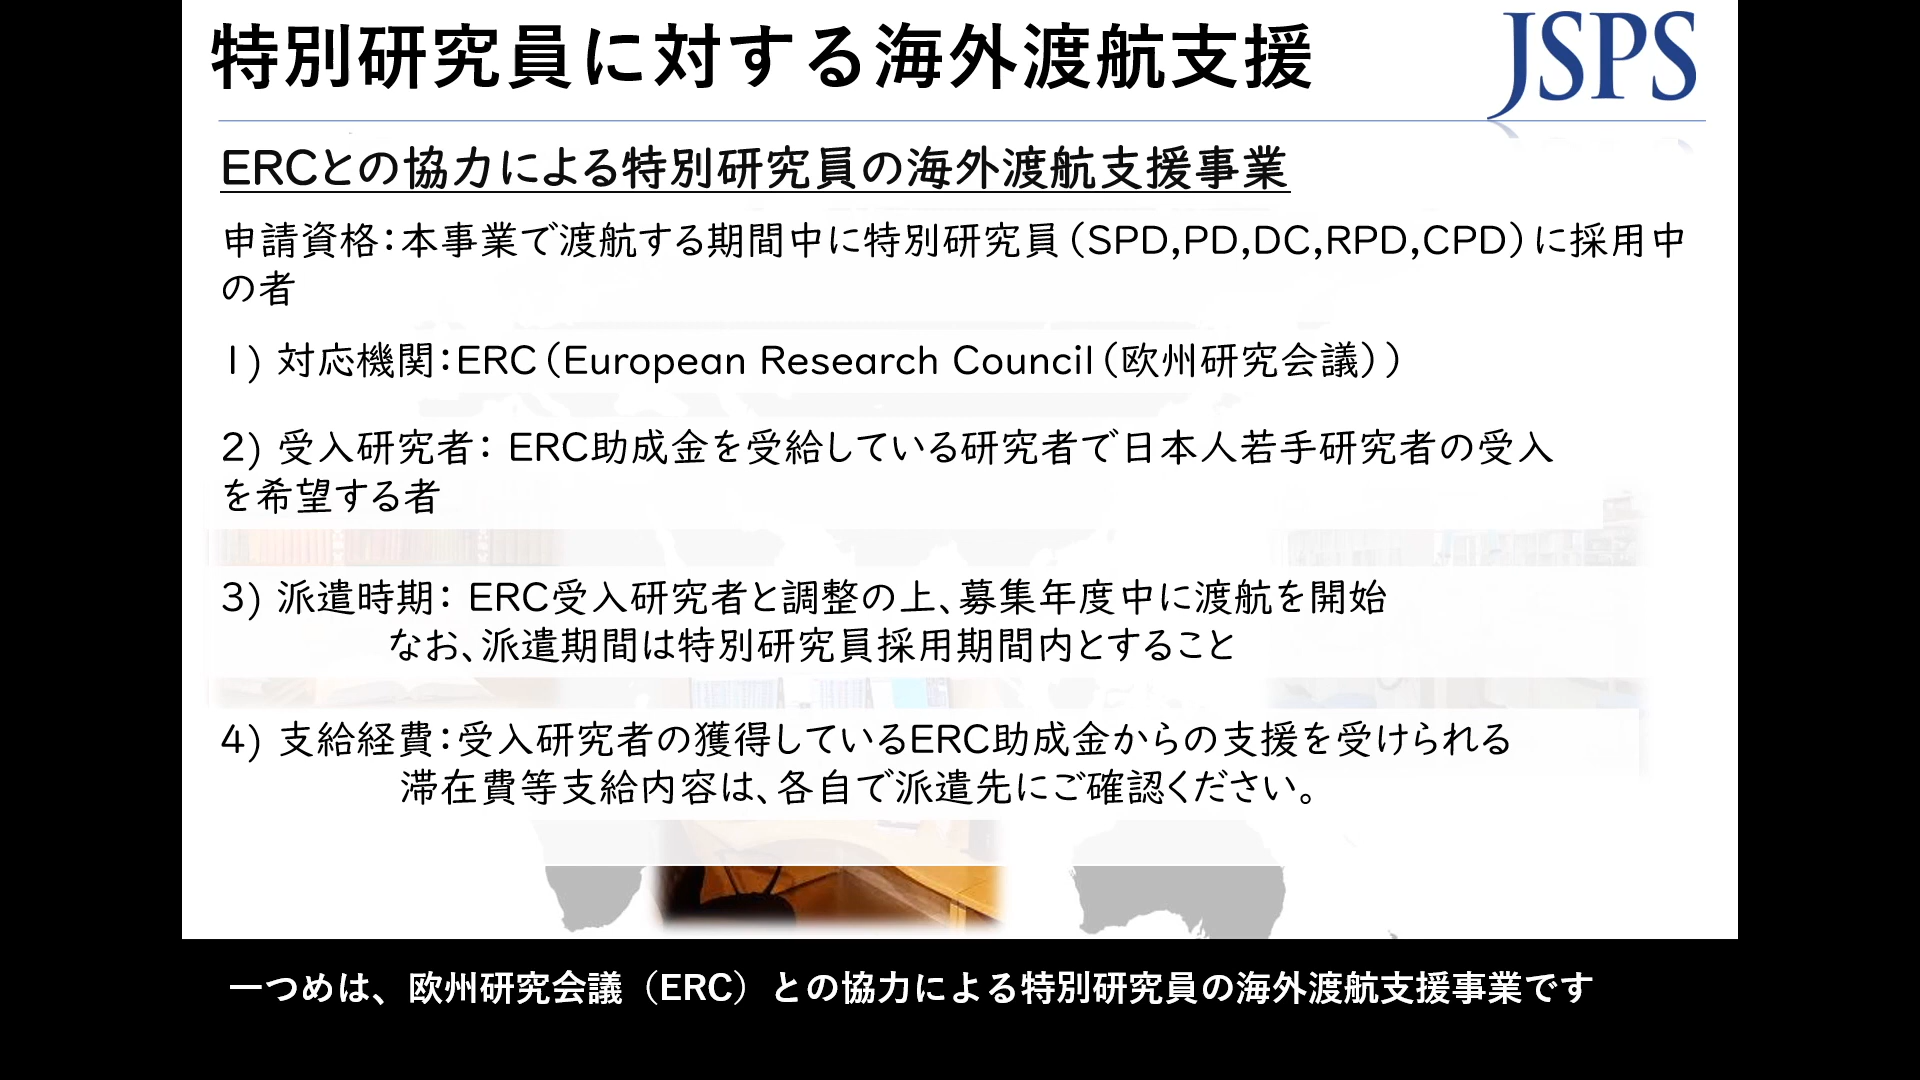 特別研究員に対する海外渡航支援
JSPS
ERCとの協力による特別研究員の海外渡航支援事業
申請資格：本事業で渡航する期間中に特別研究員（SPD,PD,DC,RPD,CPD）に採用中
の者
1) 対応機関：ERC（European Research Council（欧州研究会議））
2) 受入研究者： ERC助成金を受給している研究者で日本人若手研究者の受入
を希望する者
3) 派遣時期： ERC受入研究者と調整の上、募集年度中に渡航を開始
なお、派遣期間は特別研究員採用期間内とすること
4) 支給経費：受入研究者の獲得しているERC助成金からの支援を受けられる
滞在費等支給内容は、各自で派遣先にご確認ください。
一つめは、欧州研究会議（ERC）との協力による特別研究員の海外渡航支援事業です